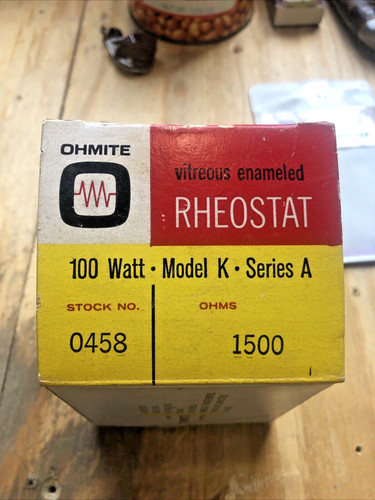 OHMITE
vitreous enameled
RHEOSTAT
100 Watt · Model K · Series A
STOCK NO.
OHMS
0458
1500